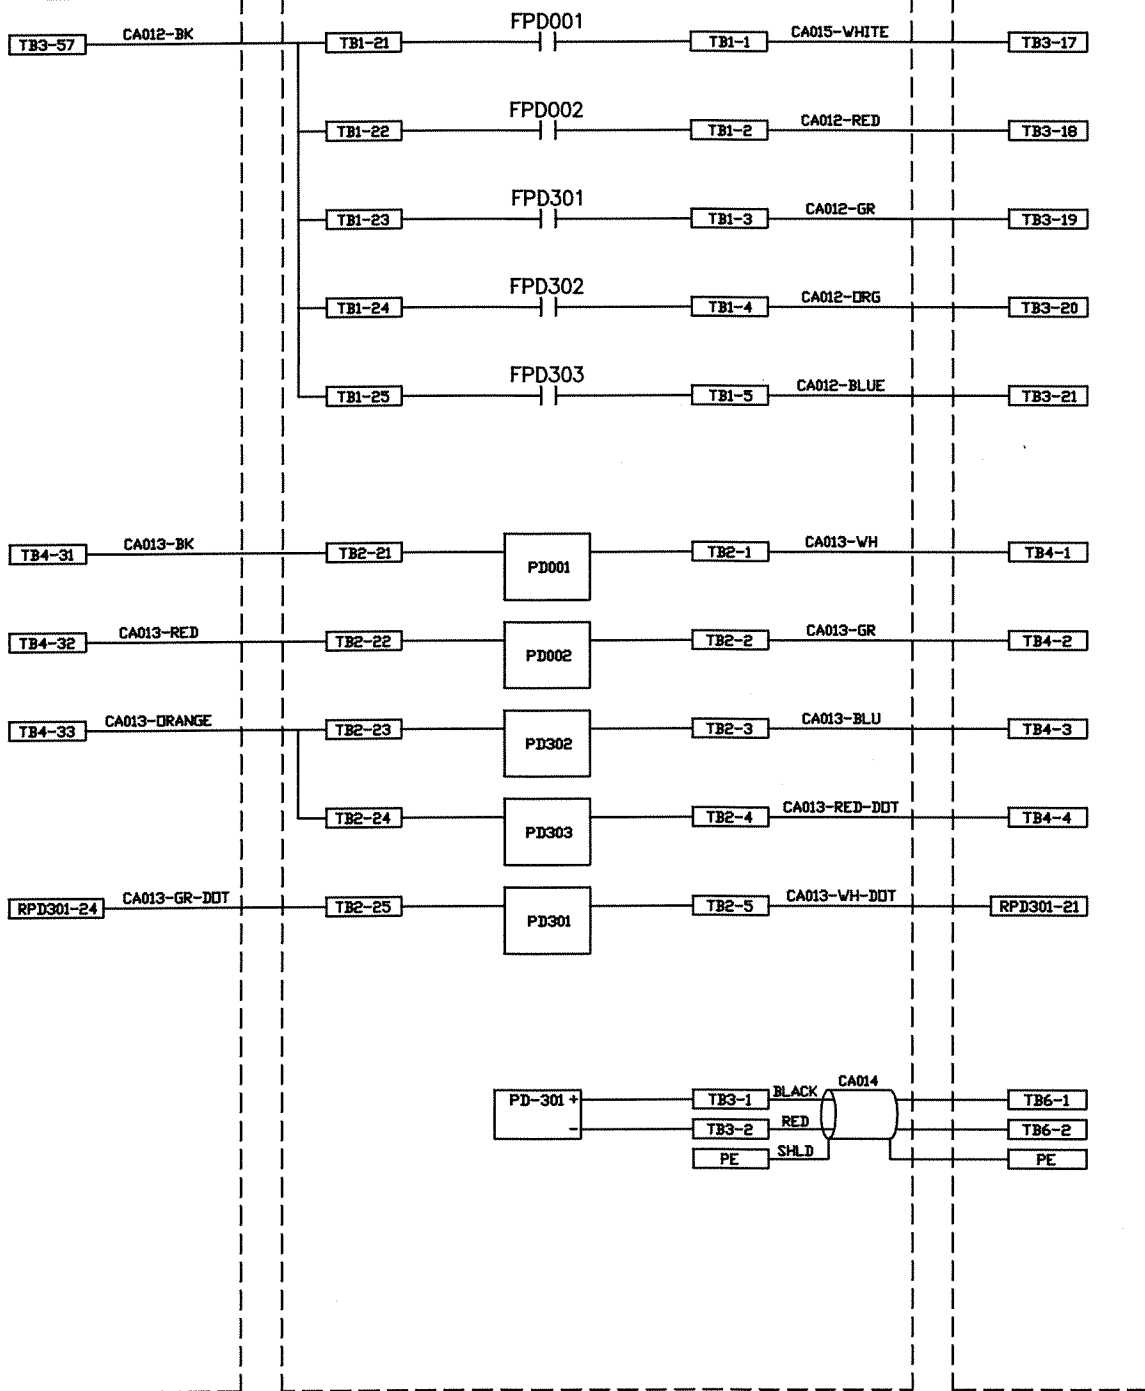 FPD001
TB3-57 CA012-BK TB1-21 TB1-1 CA015-WHITE TB3-17
FPD002
TB1-22 TB1-2 CA012-RED TB3-18
FPD301
TB1-23 TB1-3 CA012-GR TB3-19
FPD302
TB1-24 TB1-4 CA012-ORG TB3-20
FPD303
TB1-25 TB1-5 CA012-BLUE TB3-21
TB4-31 CA013-BK TB2-21 PD001 TB2-1 CA013-WH TB4-1
TB4-32 CA013-RED TB2-22 PD002 TB2-2 CA013-GR TB4-2
TB4-33 CA013-ORANGE TB2-23 PD302 TB2-3 CA013-BLU TB4-3
TB2-24 PD303 TB2-4 CA013-RED-DOT TB4-4
RPD301-24 CA013-GR-DOT TB2-25 PD301 TB2-5 CA013-WH-DOT RPD301-21
CA014
PD-301 + TB3-1 BLACK TB6-1
- TB3-2 RED TB6-2
PE SHLD PE